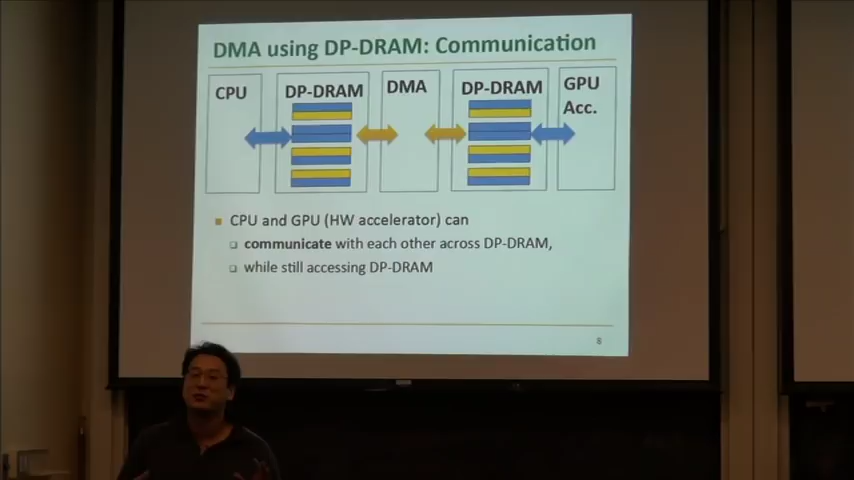 DMA using DP-DRAM: Communication
CPU
DP-DRAM
DMA
DP-DRAM
GPU
Acc.
CPU and GPU (HW accelerator) can
communicate with each other across DP-DRAM,
while still accessing DP-DRAM
8